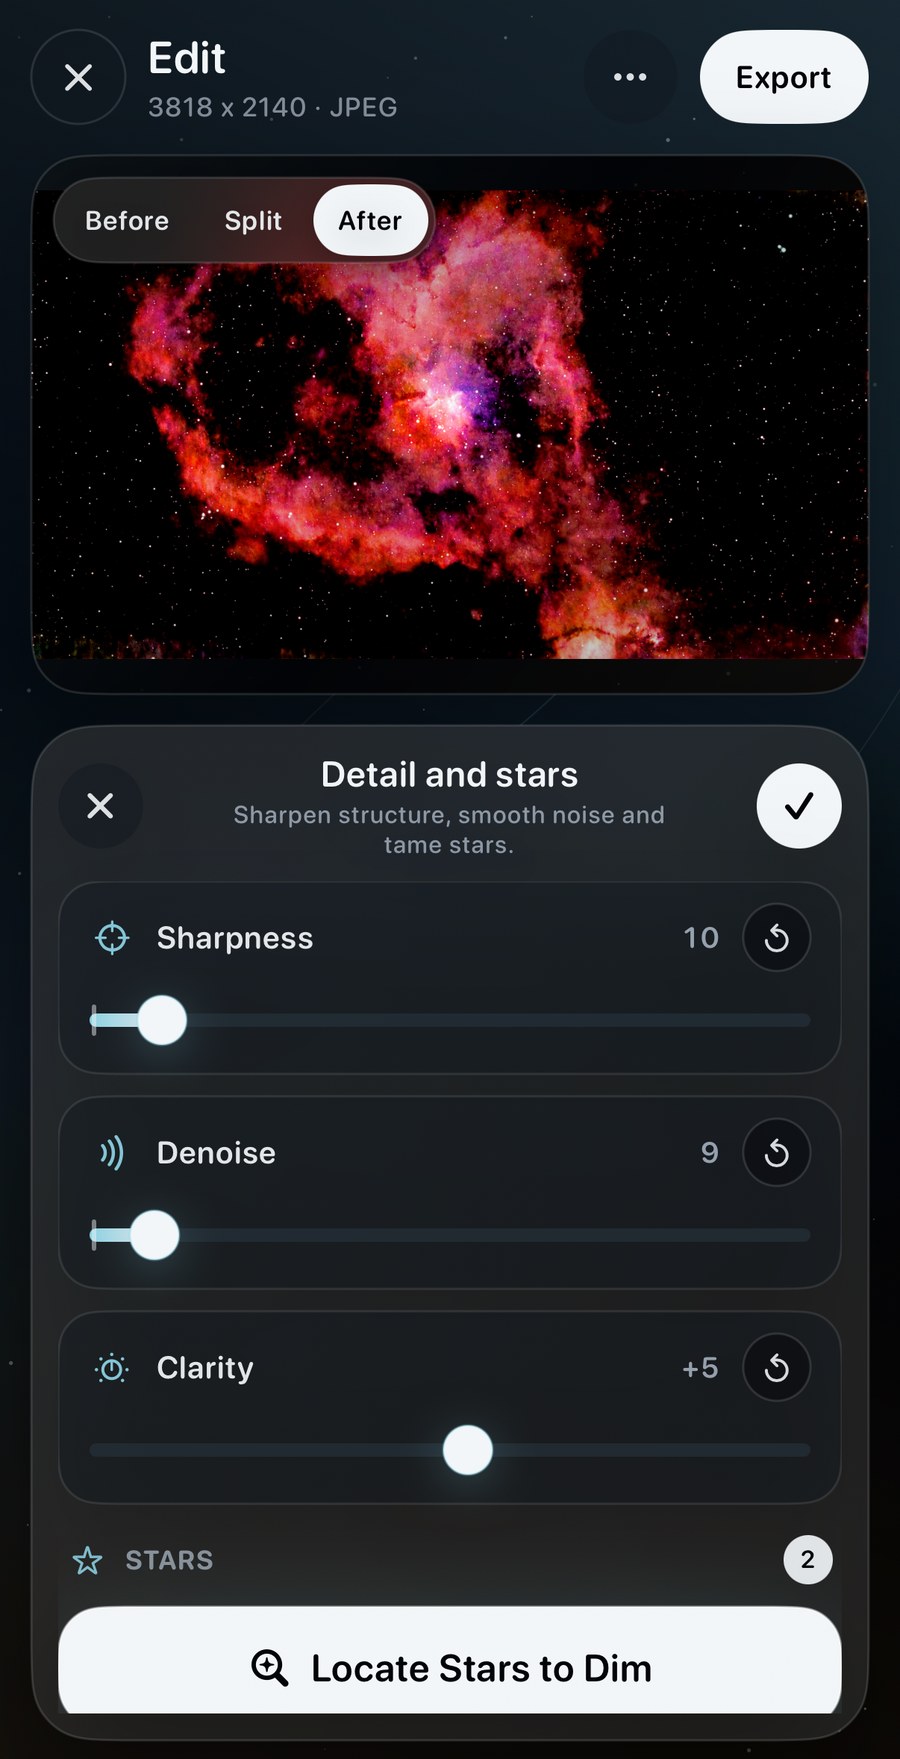 Edit
3818 x 2140 · JPEG
Export
Before
Split
After
Detail and stars
Sharpen structure, smooth noise and
tame stars.
Sharpness
10
Denoise
9
Clarity
+5
STARS
2
Locate Stars to Dim